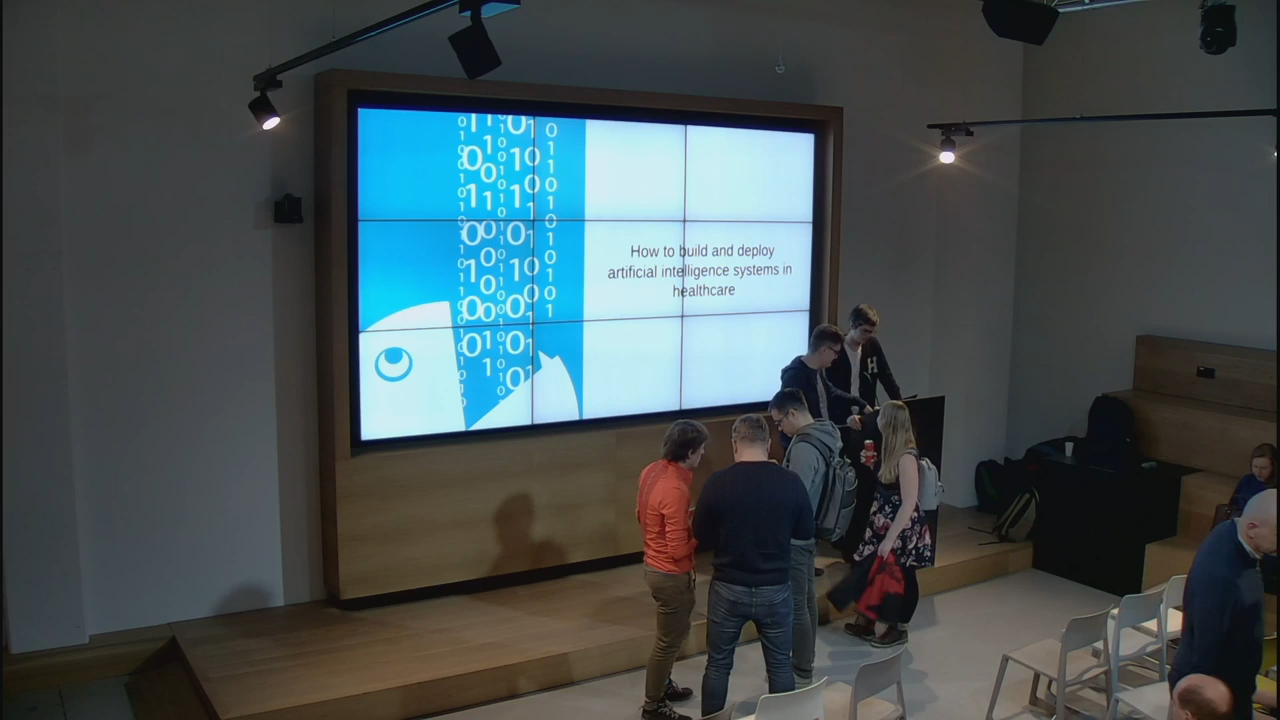 How to build and deploy
artificial intelligence systems in
healthcare
H